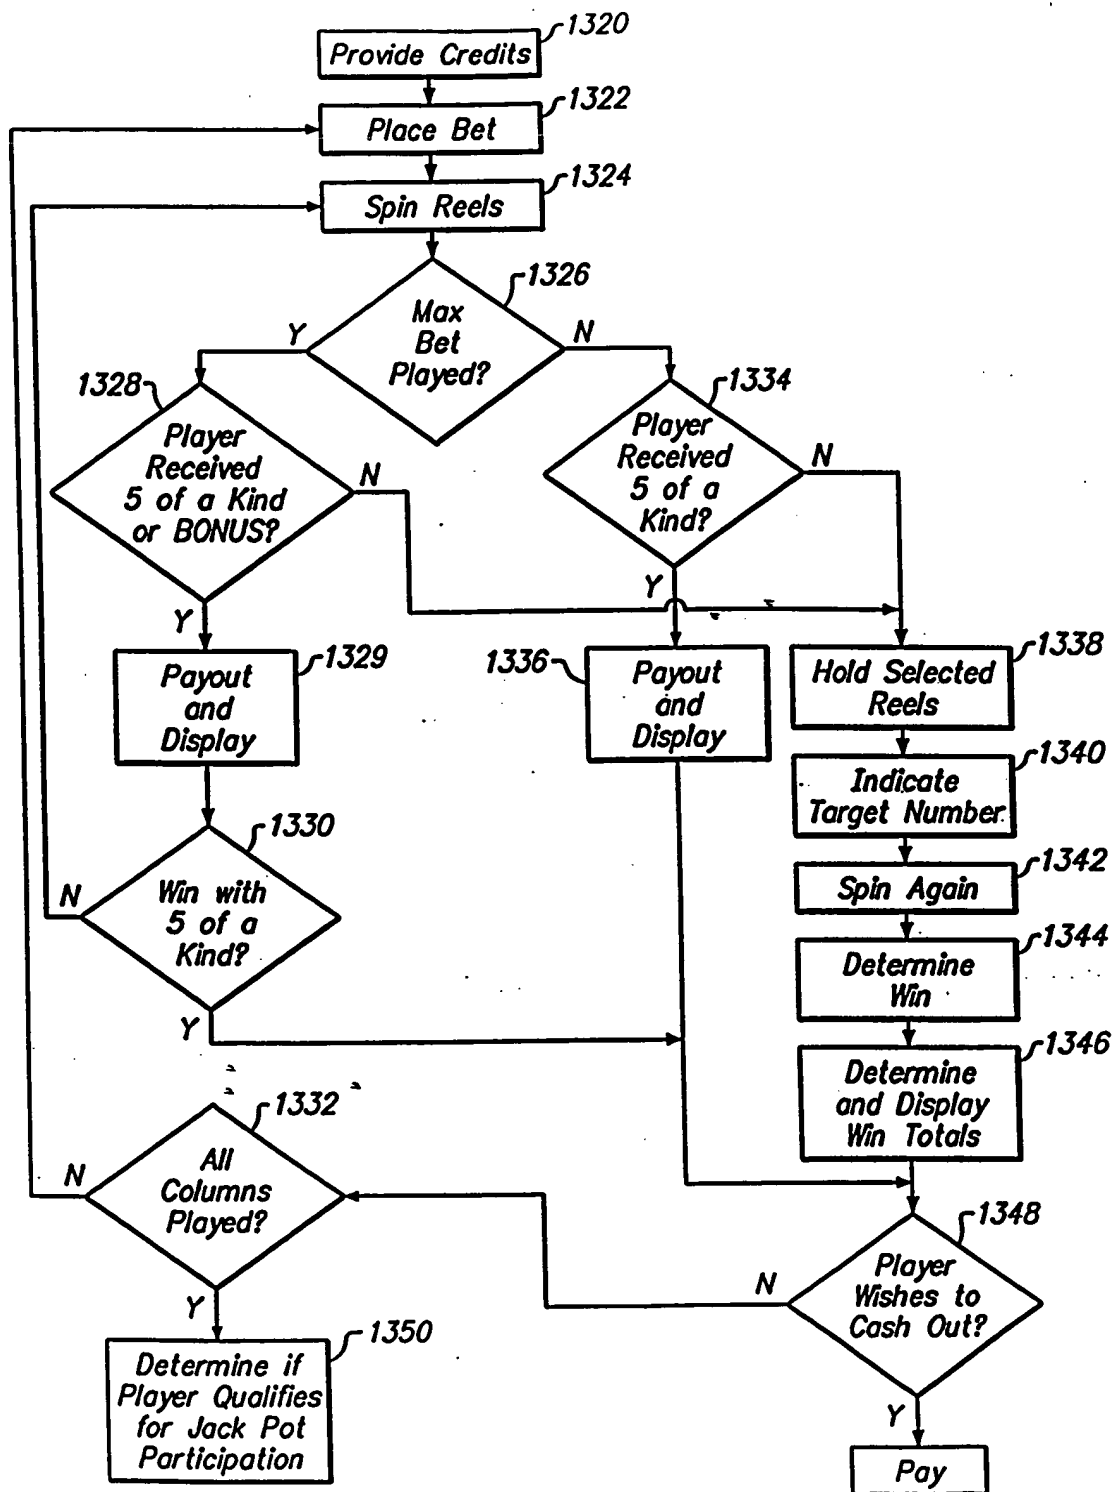 1320
Provide Credits
1322
Place Bet
1324
Spin Reels
1326
Max
Bet
Played?
Y
N
1328
Player
Received
5 of a Kind
or BONUS?
N
Y
1334
Player
Received
5 of a
Kind?
N
Y
1329
Payout
and
Display
1336
Payout
and
Display
1338
Hold Selected
Reels
1340
Indicate
Target Number
1330
Win with
5 of a
Kind?
N
Y
1342
Spin Again
1344
Determine
Win
1346
Determine
and Display
Win Totals
1332
All
Columns
Played?
N
Y
1348
Player
Wishes to
Cash Out?
N
Y
1350
Determine if
Player Qualifies
for Jack Pot
Participation
Pay